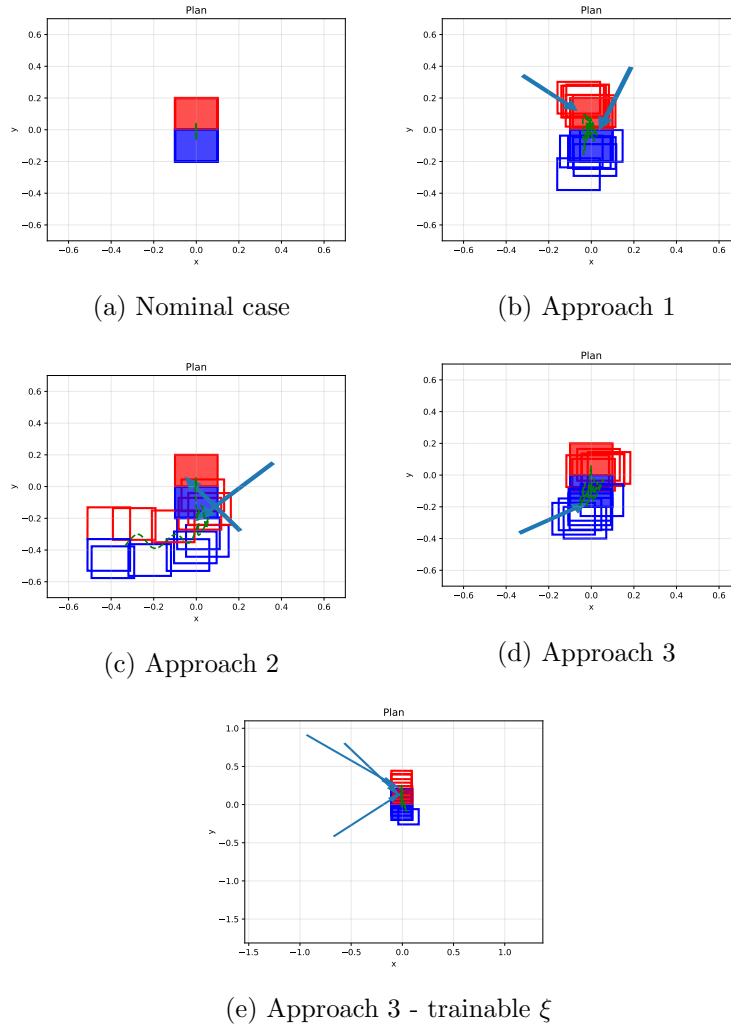 Plan
y
0.6
0.4
0.2
0.0
−0.2
−0.4
−0.6
−0.6 −0.4 −0.2 0.0 0.2 0.4 0.6
x
(a) Nominal case
Plan
y
0.6
0.4
0.2
0.0
−0.2
−0.4
−0.6
−0.6 −0.4 −0.2 0.0 0.2 0.4 0.6
x
(b) Approach 1
Plan
y
0.6
0.4
0.2
0.0
−0.2
−0.4
−0.6
−0.6 −0.4 −0.2 0.0 0.2 0.4 0.6
x
(c) Approach 2
Plan
y
0.6
0.4
0.2
0.0
−0.2
−0.4
−0.6
−0.6 −0.4 −0.2 0.0 0.2 0.4 0.6
x
(d) Approach 3
Plan
y
1.0
0.5
0.0
−0.5
−1.0
−1.5
−1.5 −1.0 −0.5 0.0 0.5 1.0
x
(e) Approach 3 - trainable ξ